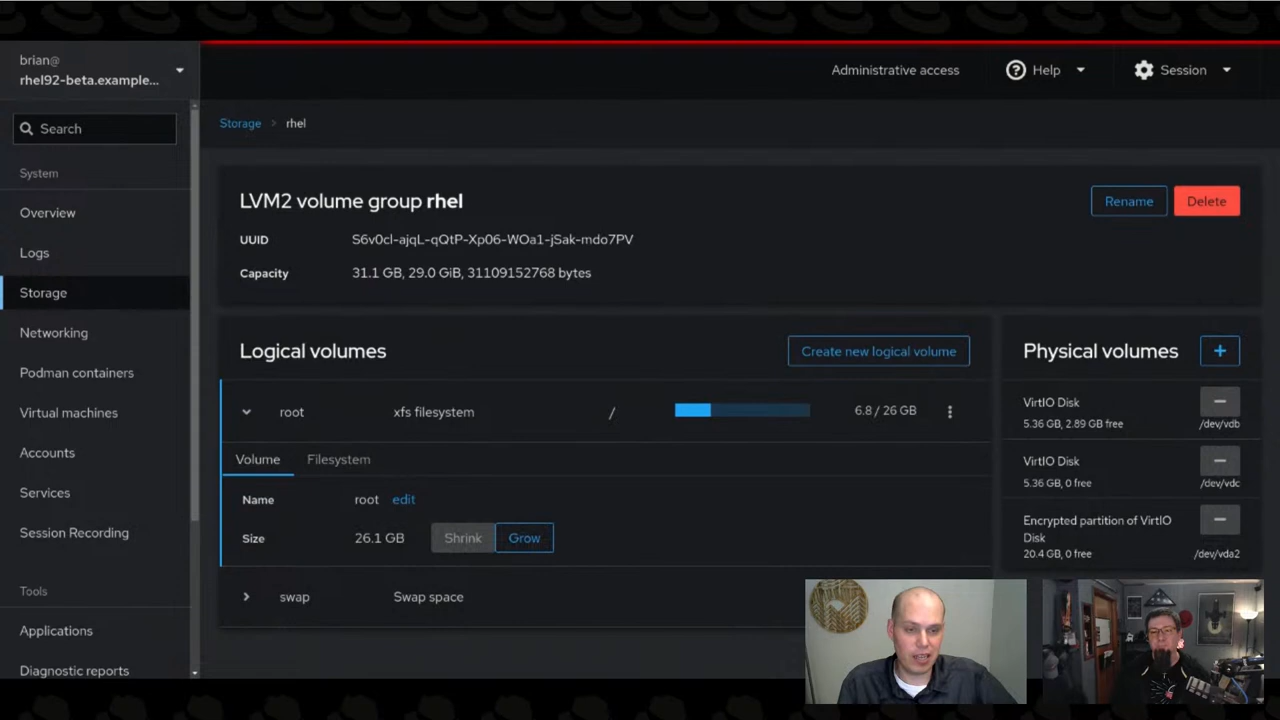 brian@
rhel92-beta.example...
Administrative access
Help
Session
Search
Storage > rhel
System
Overview
Logs
Storage
Networking
Podman containers
Virtual machines
Accounts
Services
Session Recording
Tools
Applications
Diagnostic reports
LVM2 volume group rhel
Rename
Delete
UUID S6v0cl-ajqL-qQtP-Xp06-WOa1-jSak-mdo7PV
Capacity 31.1 GB, 29.0 GiB, 31109152768 bytes
Logical volumes
Create new logical volume
root xfs filesystem / 6.8 / 26 GB
Volume Filesystem
Name root edit
Size 26.1 GB Shrink Grow
swap Swap space
Physical volumes +
VirtIO Disk
5.36 GB, 2.89 GB free /dev/vdb
VirtIO Disk
5.36 GB, 0 free /dev/vdc
Encrypted partition of VirtIO
Disk
20.4 GB, 0 free /dev/vda2